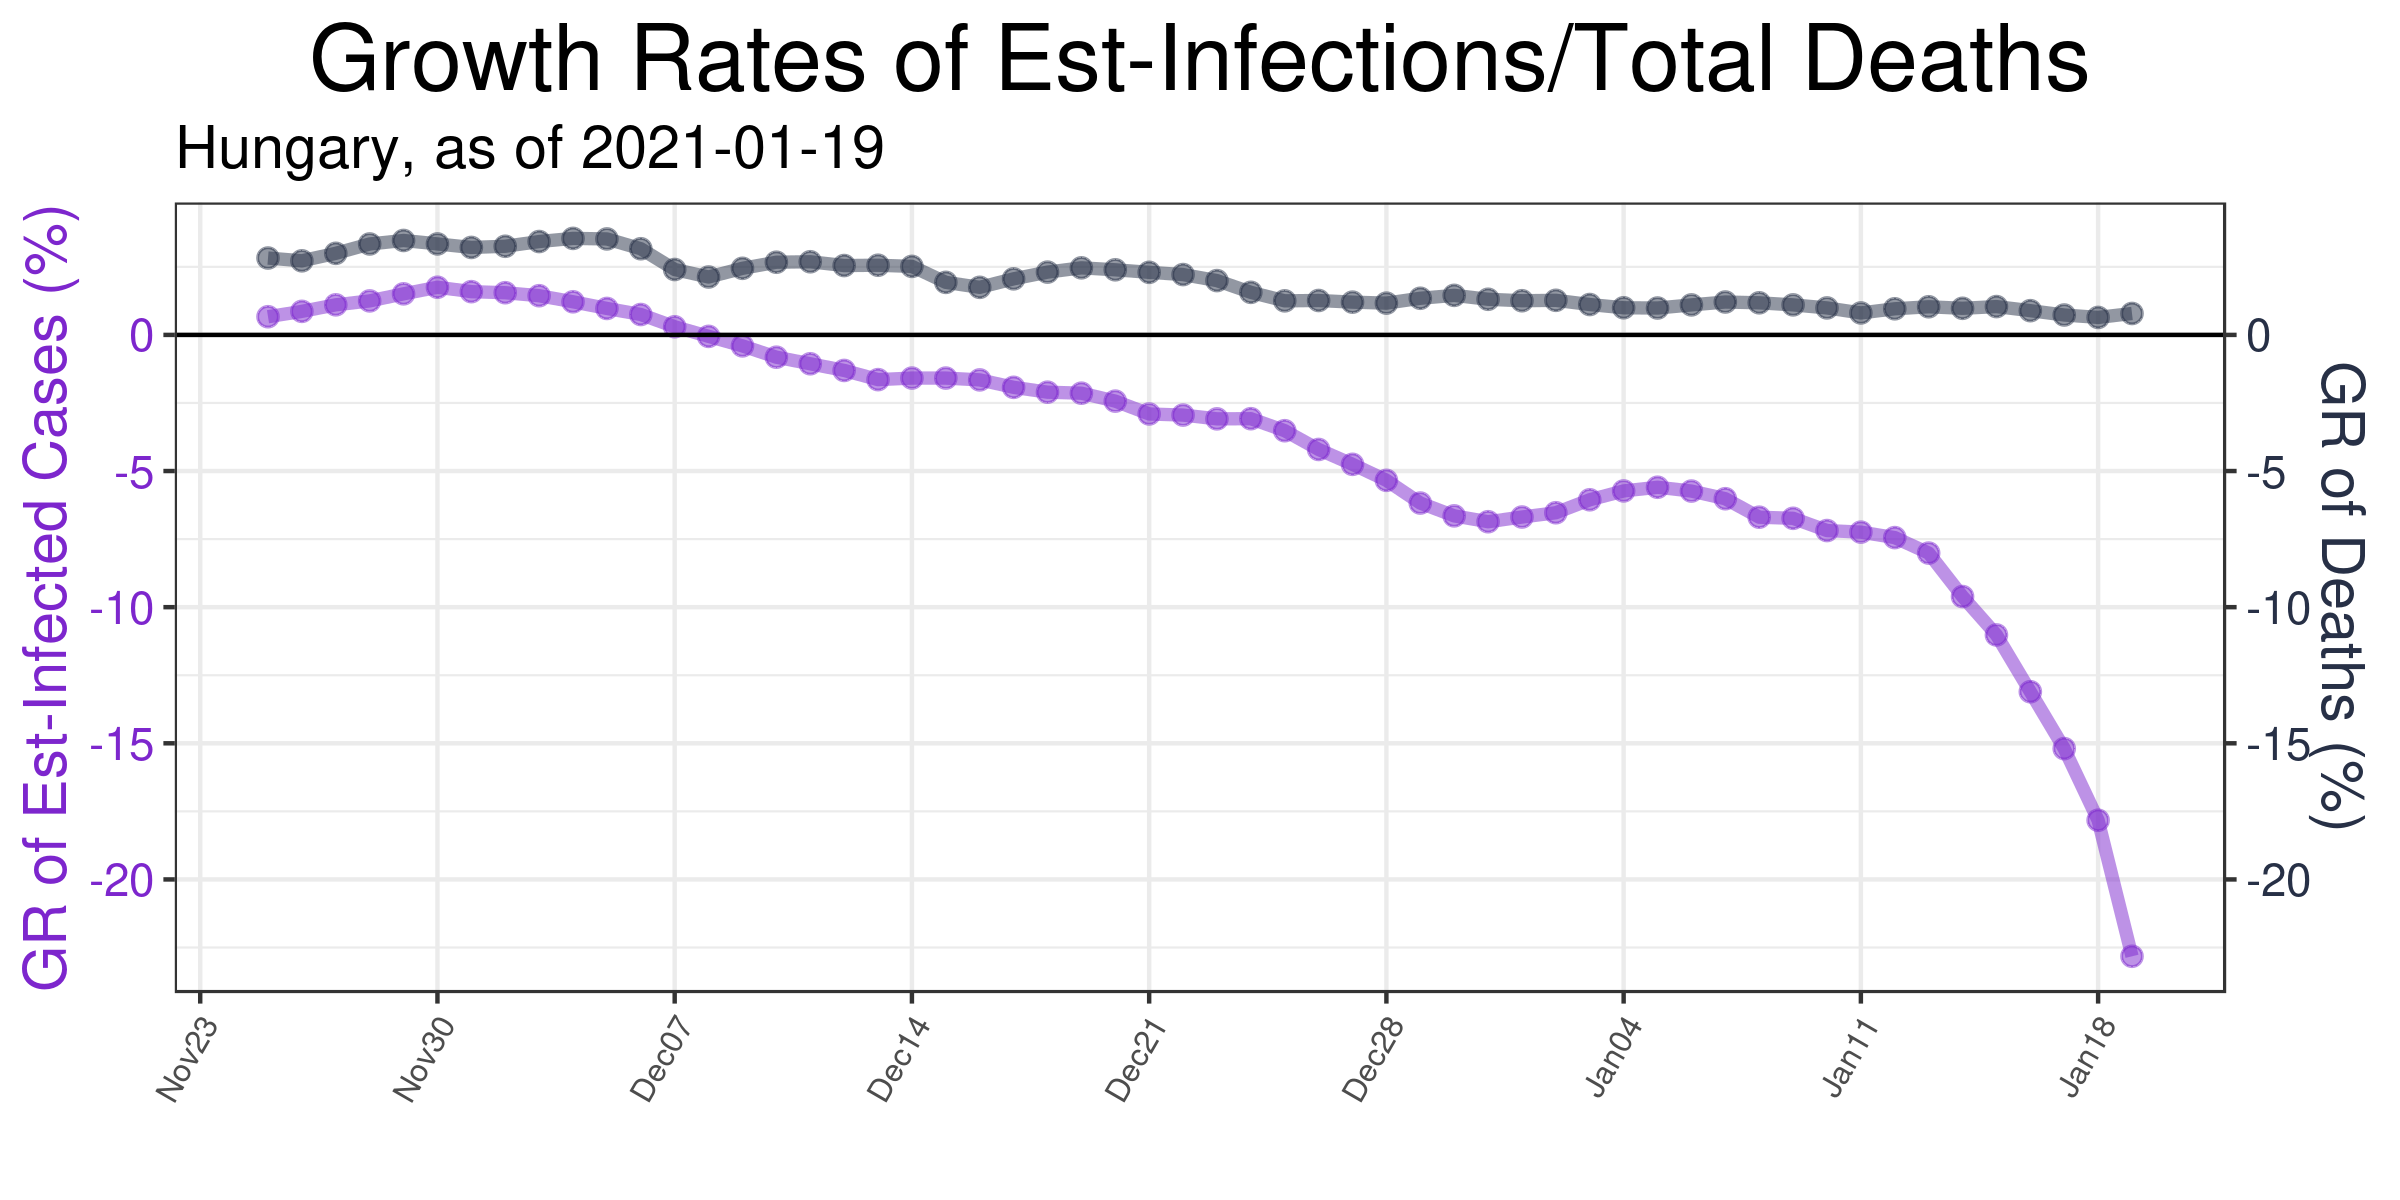 Growth Rates of Est-Infections/Total Deaths
Hungary, as of 2021-01-19
GR of Est-Infected Cases (%)
0
-5
-10
-15
-20
0
-5
-10
-15
-20
GR of Deaths (%)
Nov23
Nov30
Dec07
Dec14
Dec21
Dec28
Jan04
Jan11
Jan18